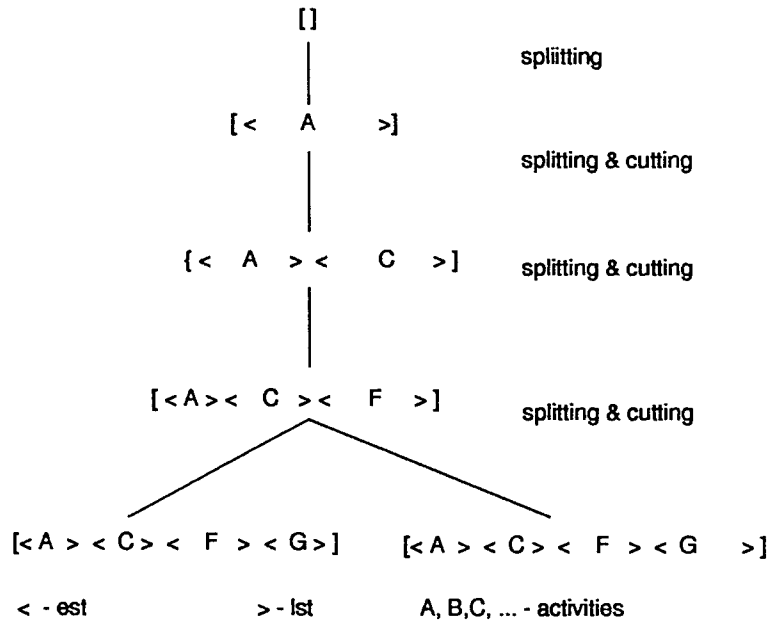 [ ]
spliitting
[ < A > ]
splitting & cutting
{ < A > < C > ]
splitting & cutting
[ < A > < C > < F > ]
splitting & cutting
[< A > < C > < F > < G > ]
[< A > < C > < F > < G > ]
< - est > - lst A, B,C, ... - activities